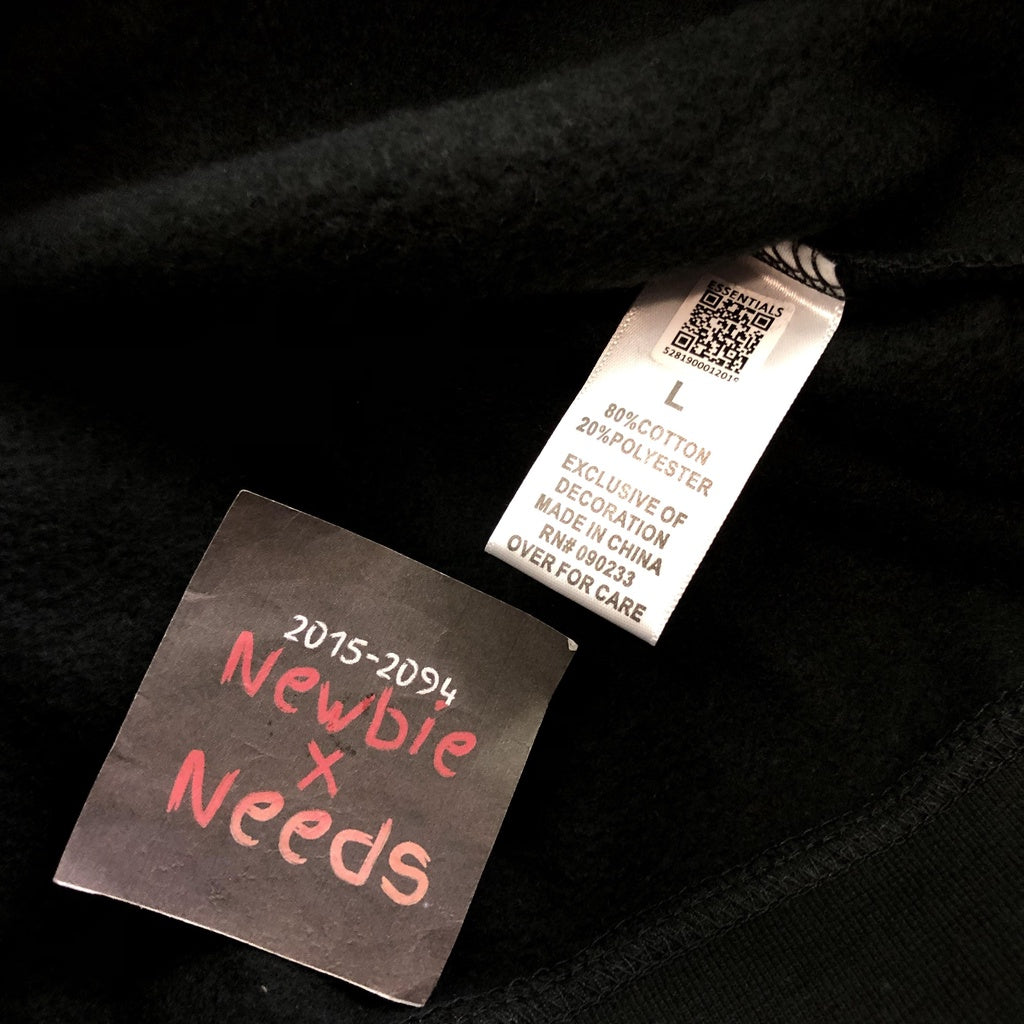 ESSENTIALS
5281900012019
L
80%COTTON
20%POLYESTER
EXCLUSIVE OF
DECORATION
MADE IN CHINA
RN# 090233
OVER FOR CARE
2015-2094
Newbie
x
Needs